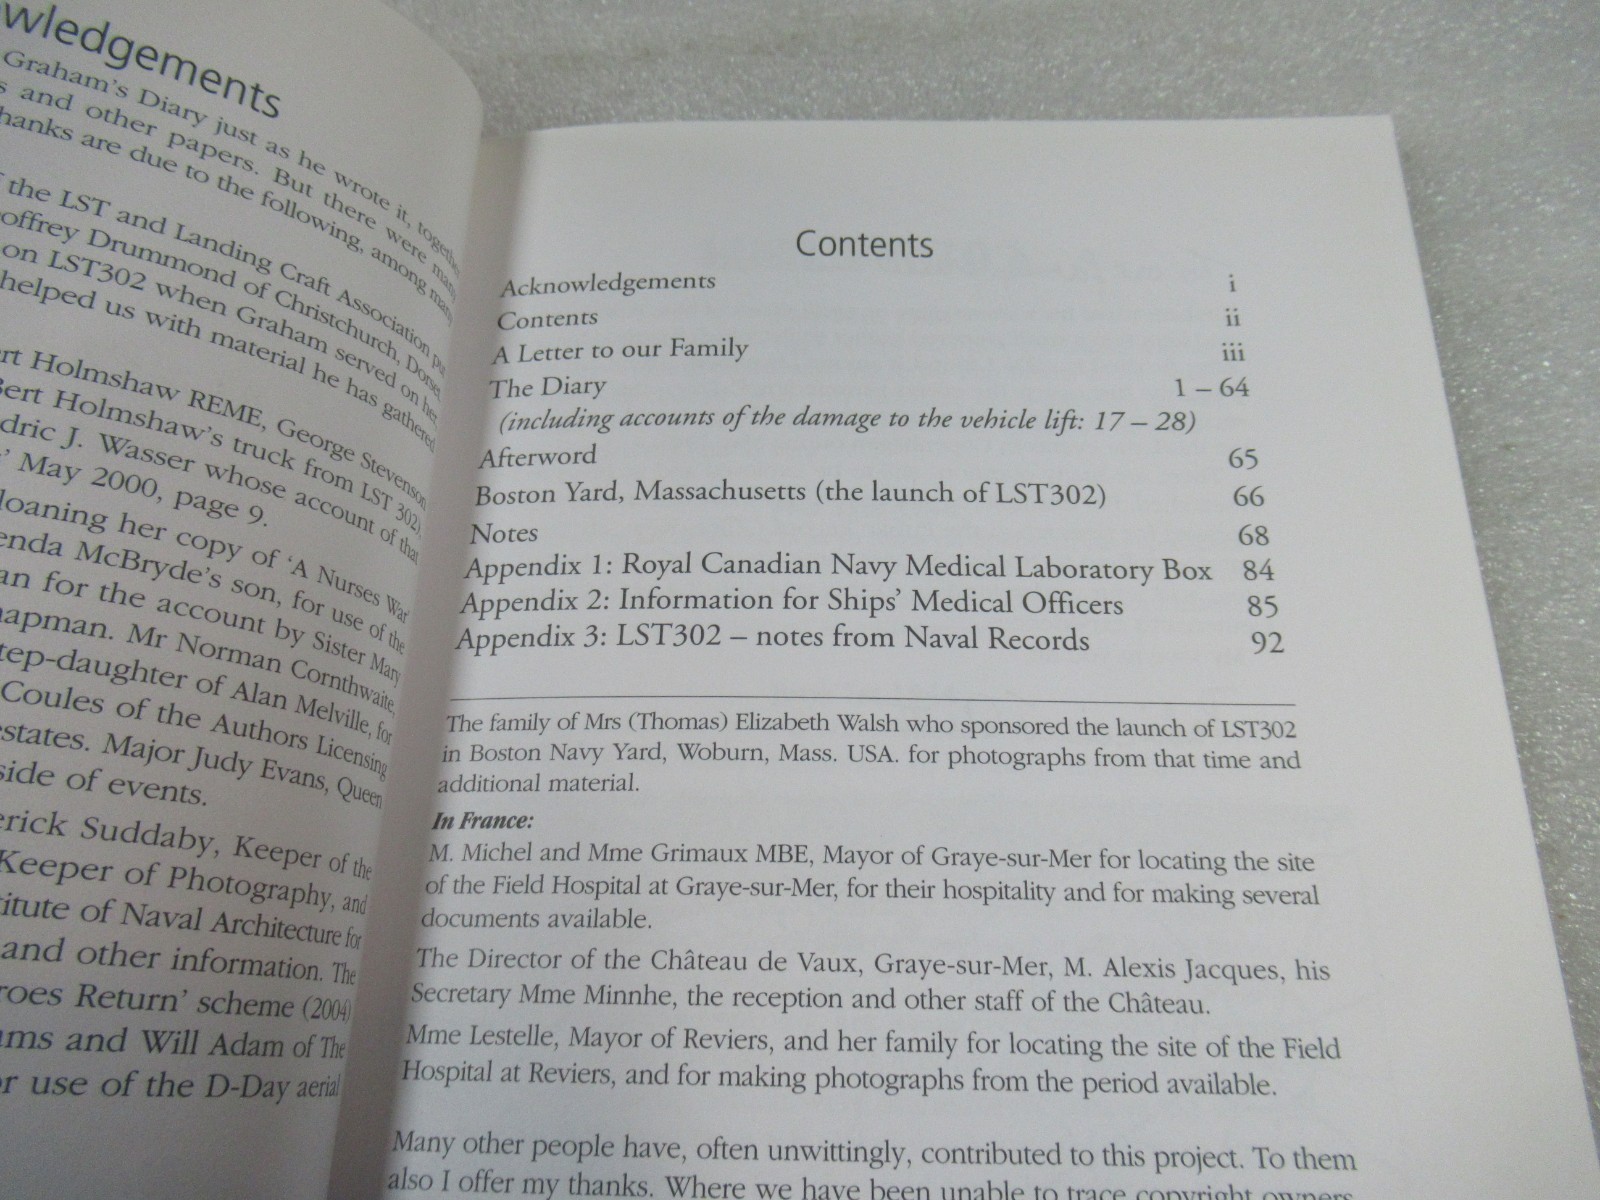 wledgements
Graham's Diary just as he wrote it, together
s and other papers. But there were many
hanks are due to the following, among many
f the LST and Landing Craft Association put
offrey Drummond of Christchurch, Dorset
on LST302 when Graham served on her,
helped us with material he has gathered
rt Holmshaw REME, George Stevenson
Bert Holmshaw's truck from LST 302),
dric J. Wasser whose account of that
' May 2000, page 9.
loaning her copy of 'A Nurses War'
enda McBryde's son, for use of the
an for the account by Sister Mary
hapman. Mr Norman Cornthwaite,
tep-daughter of Alan Melville, for
Coules of the Authors Licensing
estates. Major Judy Evans, Queen
side of events.
erick Suddaby, Keeper of the
Keeper of Photography, and
titute of Naval Architecture for
and other information. The
roes Return' scheme (2004)
ms and Will Adam of The
or use of the D-Day aerial
Contents
Acknowledgements i
Contents ii
A Letter to our Family iii
The Diary 1 – 64
(including accounts of the damage to the vehicle lift: 17 – 28)
Afterword 65
Boston Yard, Massachusetts (the launch of LST302) 66
Notes 68
Appendix 1: Royal Canadian Navy Medical Laboratory Box 84
Appendix 2: Information for Ships' Medical Officers 85
Appendix 3: LST302 – notes from Naval Records 92
The family of Mrs (Thomas) Elizabeth Walsh who sponsored the launch of LST302
in Boston Navy Yard, Woburn, Mass. USA. for photographs from that time and
additional material.
In France:
M. Michel and Mme Grimaux MBE, Mayor of Graye-sur-Mer for locating the site
of the Field Hospital at Graye-sur-Mer, for their hospitality and for making several
documents available.
The Director of the Château de Vaux, Graye-sur-Mer, M. Alexis Jacques, his
Secretary Mme Minnhe, the reception and other staff of the Château.
Mme Lestelle, Mayor of Reviers, and her family for locating the site of the Field
Hospital at Reviers, and for making photographs from the period available.
Many other people have, often unwittingly, contributed to this project. To them
also I offer my thanks. Where we have been unable to trace copyright owners